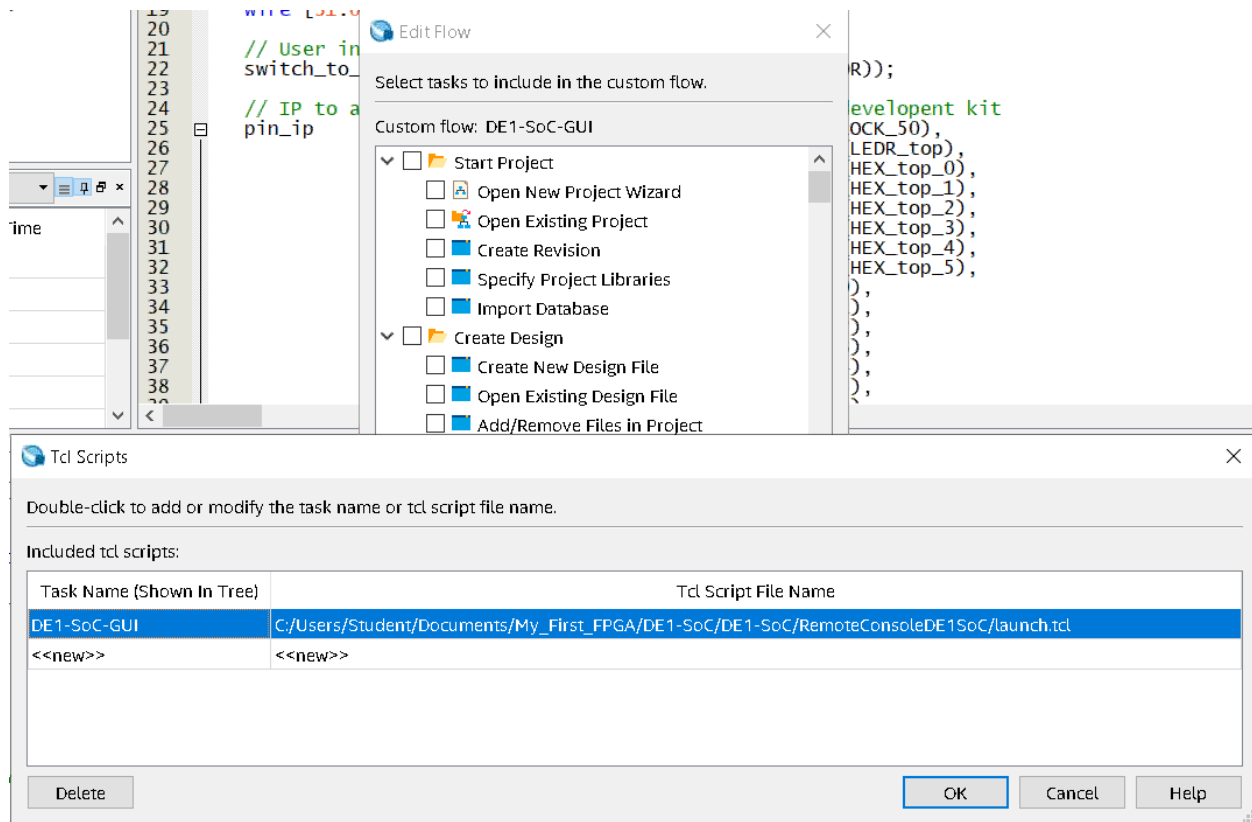 20
21 // User in
22 switch_to_ R));
23
24 // IP to a developent kit
25 pin_ip OCK_50),
26 LEDR_top),
27 HEX_top_0),
28 HEX_top_1),
29 HEX_top_2),
30 HEX_top_3),
31 HEX_top_4),
32 HEX_top_5),
33 ),
34 ),
35 ),
36 ),
37 ),
38 ),
Time
Edit Flow
Select tasks to include in the custom flow.
Custom flow: DE1-SoC-GUI
Start Project
Open New Project Wizard
Open Existing Project
Create Revision
Specify Project Libraries
Import Database
Create Design
Create New Design File
Open Existing Design File
Add/Remove Files in Project
Tcl Scripts
Double-click to add or modify the task name or tcl script file name.
Included tcl scripts:
Task Name (Shown In Tree) Tcl Script File Name
DE1-SoC-GUI C:/Users/Student/Documents/My_First_FPGA/DE1-SoC/DE1-SoC/RemoteConsoleDE1SoC/launch.tcl
<<new>> <<new>>
Delete OK Cancel Help